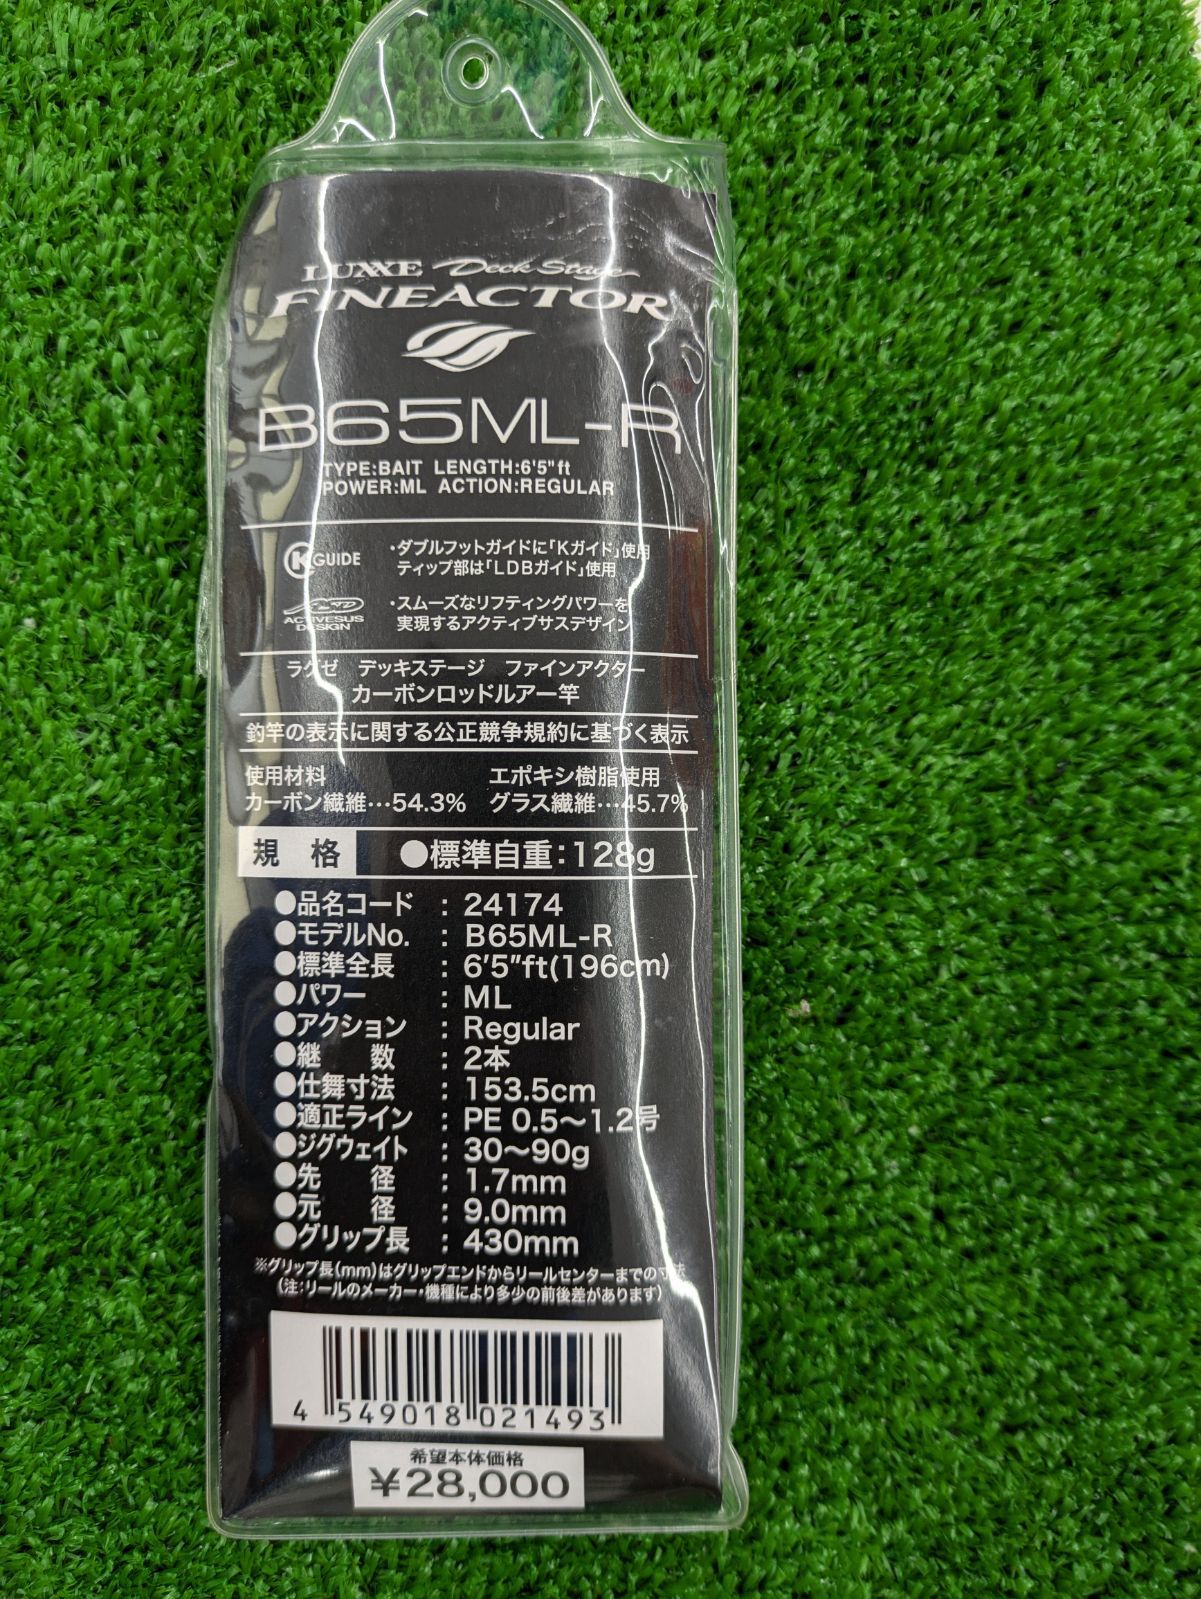 LUXXE Deck Stage
FINEACTOR
B65ML-R
TYPE:BAIT LENGTH:6'5"ft
POWER:ML ACTION:REGULAR
K GUIDE
・ダブルフットガイドに「Kガイド」使用
ティップ部は「LDBガイド」使用
ACTIVESUS
DESIGN
・スムーズなリフティングパワーを
実現するアクティブサスデザイン
ラグゼ デッキステージ ファインアクター
カーボンロッドルアー竿
釣竿の表示に関する公正競争規約に基づく表示
使用材料 エポキシ樹脂使用
カーボン繊維…54.3% グラス繊維…45.7%
規 格 ●標準自重:128g
●品名コード : 24174
●モデルNo. : B65ML-R
●標準全長 : 6'5"ft(196cm)
●パワー : ML
●アクション : Regular
●継 数 : 2本
●仕舞寸法 : 153.5cm
●適正ライン : PE 0.5〜1.2号
●ジグウェイト : 30〜90g
●先 径 : 1.7mm
●元 径 : 9.0mm
●グリップ長 : 430mm
※グリップ長(mm)はグリップエンドからリールセンターまでの寸法
(注:リールのメーカー・機種により多少の前後差があります)
4 549018 021493
希望本体価格
¥28,000